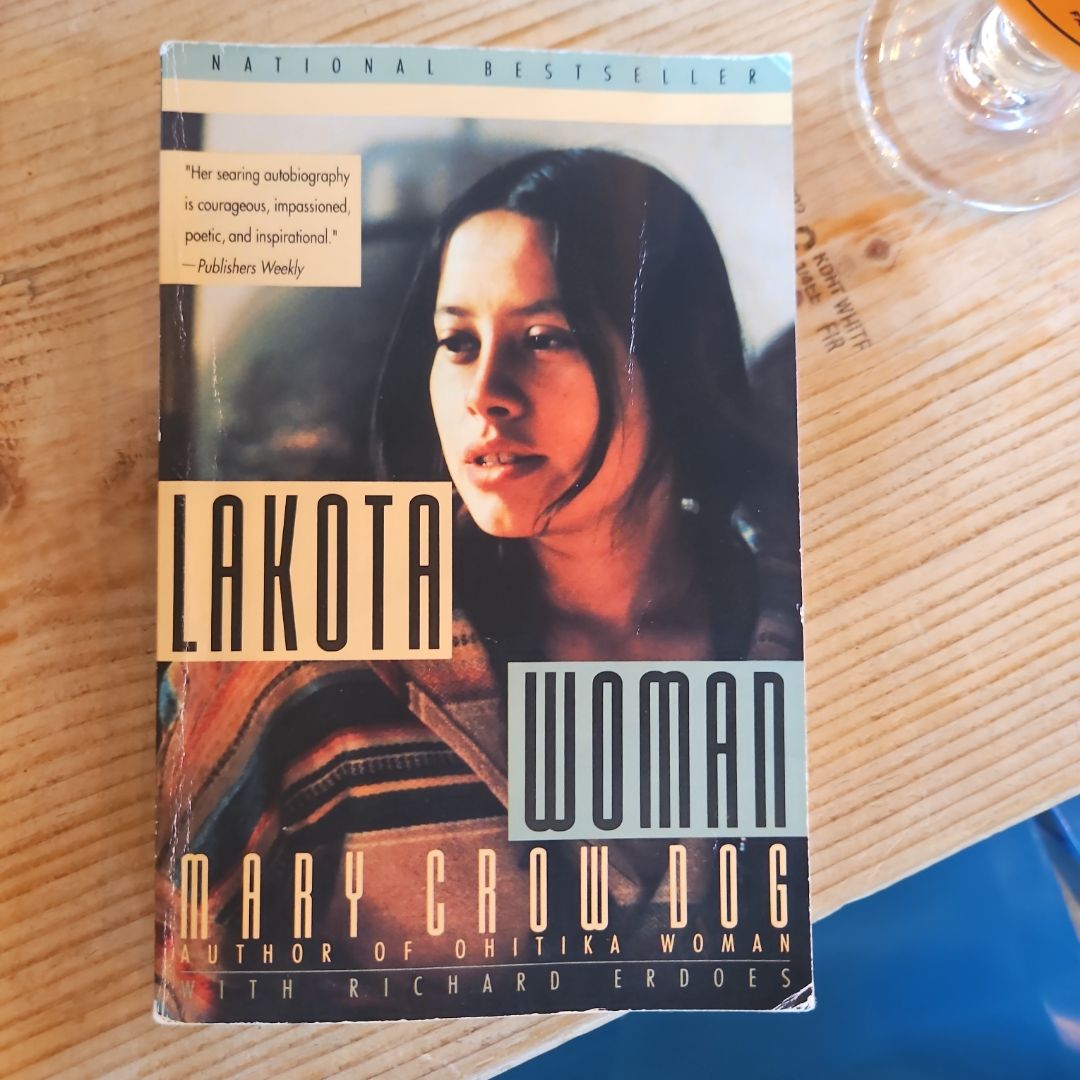 NATIONAL BESTSELLER
"Her searing autobiography
is courageous, impassioned,
poetic, and inspirational."
—Publishers Weekly
LAKOTA
WOMAN
MARY CROW DOG
AUTHOR OF OHITIKA WOMAN
WITH RICHARD ERDOES
FIR